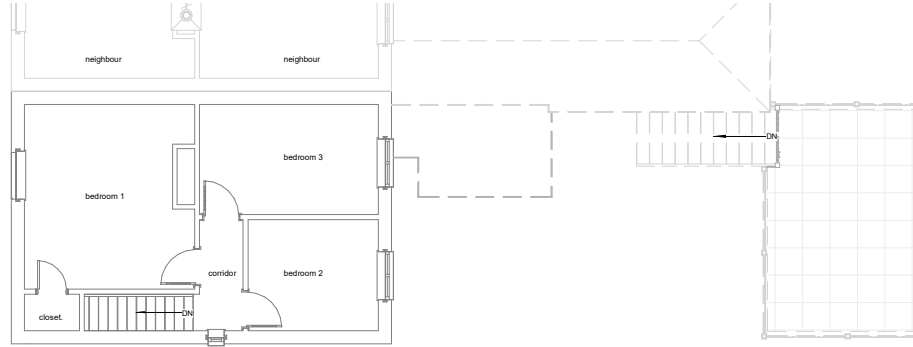 neighbour
neighbour
bedroom 3
DN
bedroom 1
corridor
bedroom 2
closet.
DN